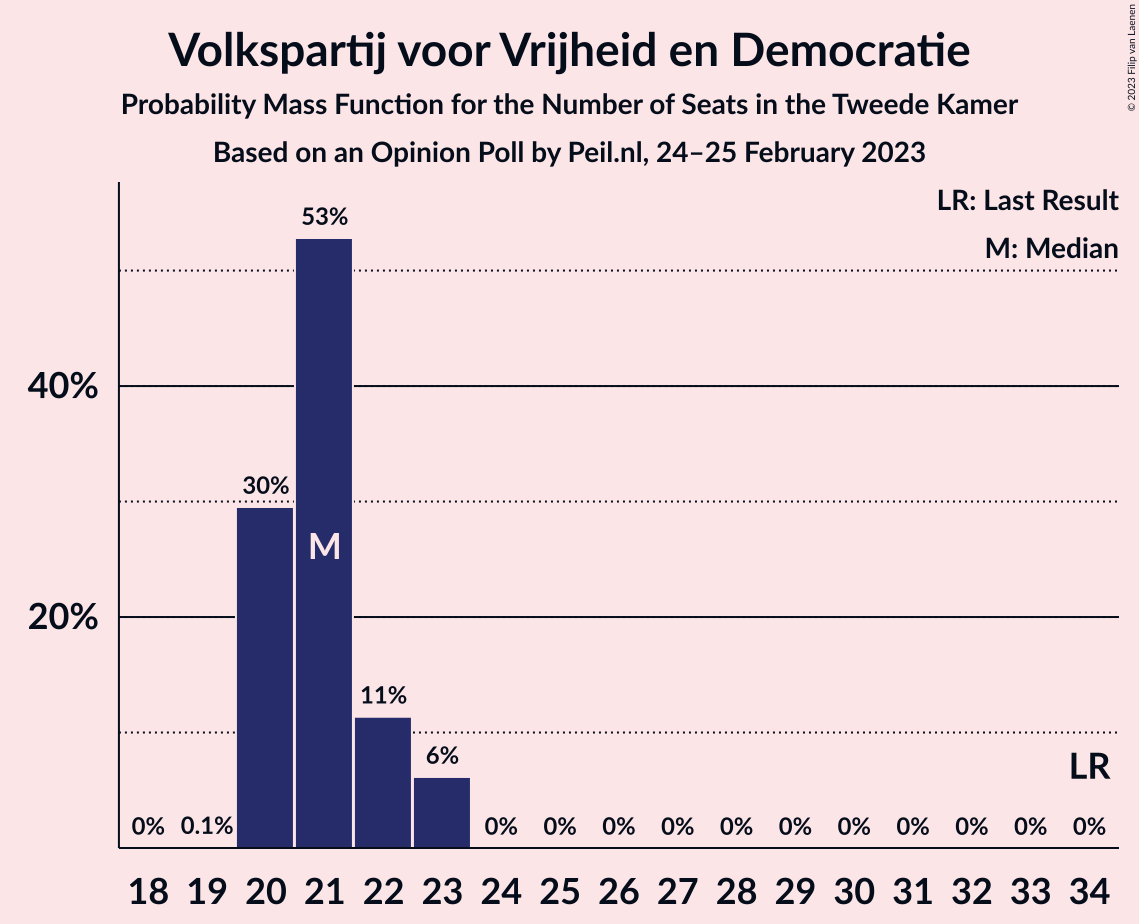 Volkspartij voor Vrijheid en Democratie
Probability Mass Function for the Number of Seats in the Tweede Kamer
Based on an Opinion Poll by Peil.nl, 24–25 February 2023
© 2023 Filip van Laenen
LR: Last Result
M: Median
53%
40%
30%
M
20%
11%
6%
LR
0% 0.1% 0% 0% 0% 0% 0% 0% 0% 0% 0% 0% 0%
18 19 20 21 22 23 24 25 26 27 28 29 30 31 32 33 34